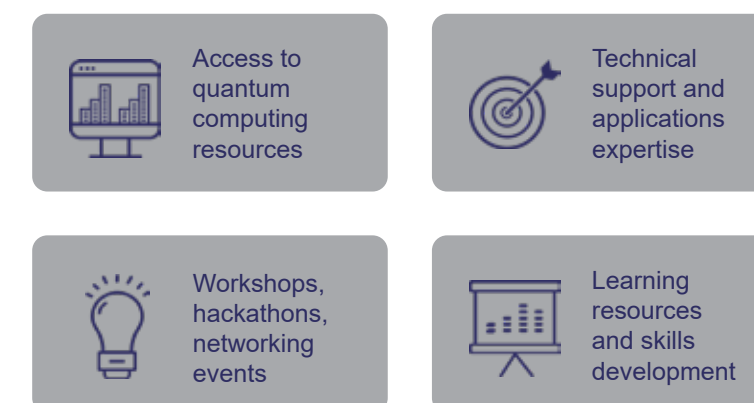 Access to
quantum
computing
resources
Technical
support and
applications
expertise
Workshops,
hackathons,
networking
events
Learning
resources
and skills
development